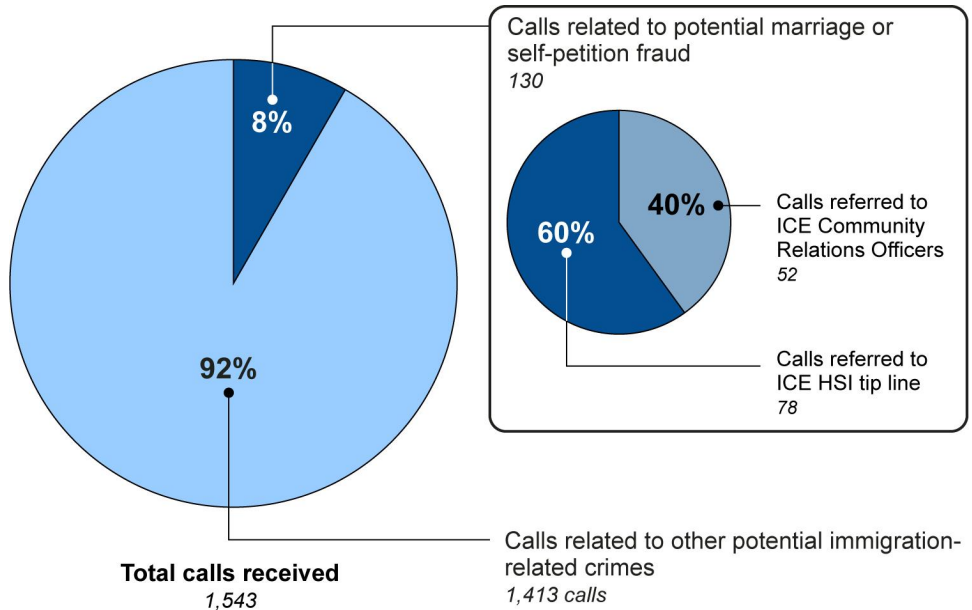 Calls related to potential marriage or
self-petition fraud
130
8%
40%
Calls referred to
ICE Community
Relations Officers
52
60%
Calls referred to
ICE HSI tip line
78
92%
Calls related to other potential immigration-
related crimes
1,413 calls
Total calls received
1,543